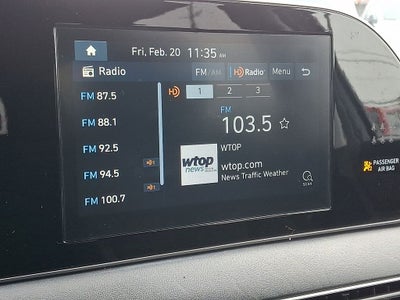 Fri, Feb. 20 11:35 AM
Radio FM/AM HD Radio Menu
HD 1 2 3
FM 87.5
FM 88.1
FM 92.5
FM 94.5
FM 100.7
FM
103.5
WTOP
wtop.com
News Traffic Weather
wtop
news
SCAN
PASSENGER
AIR BAG